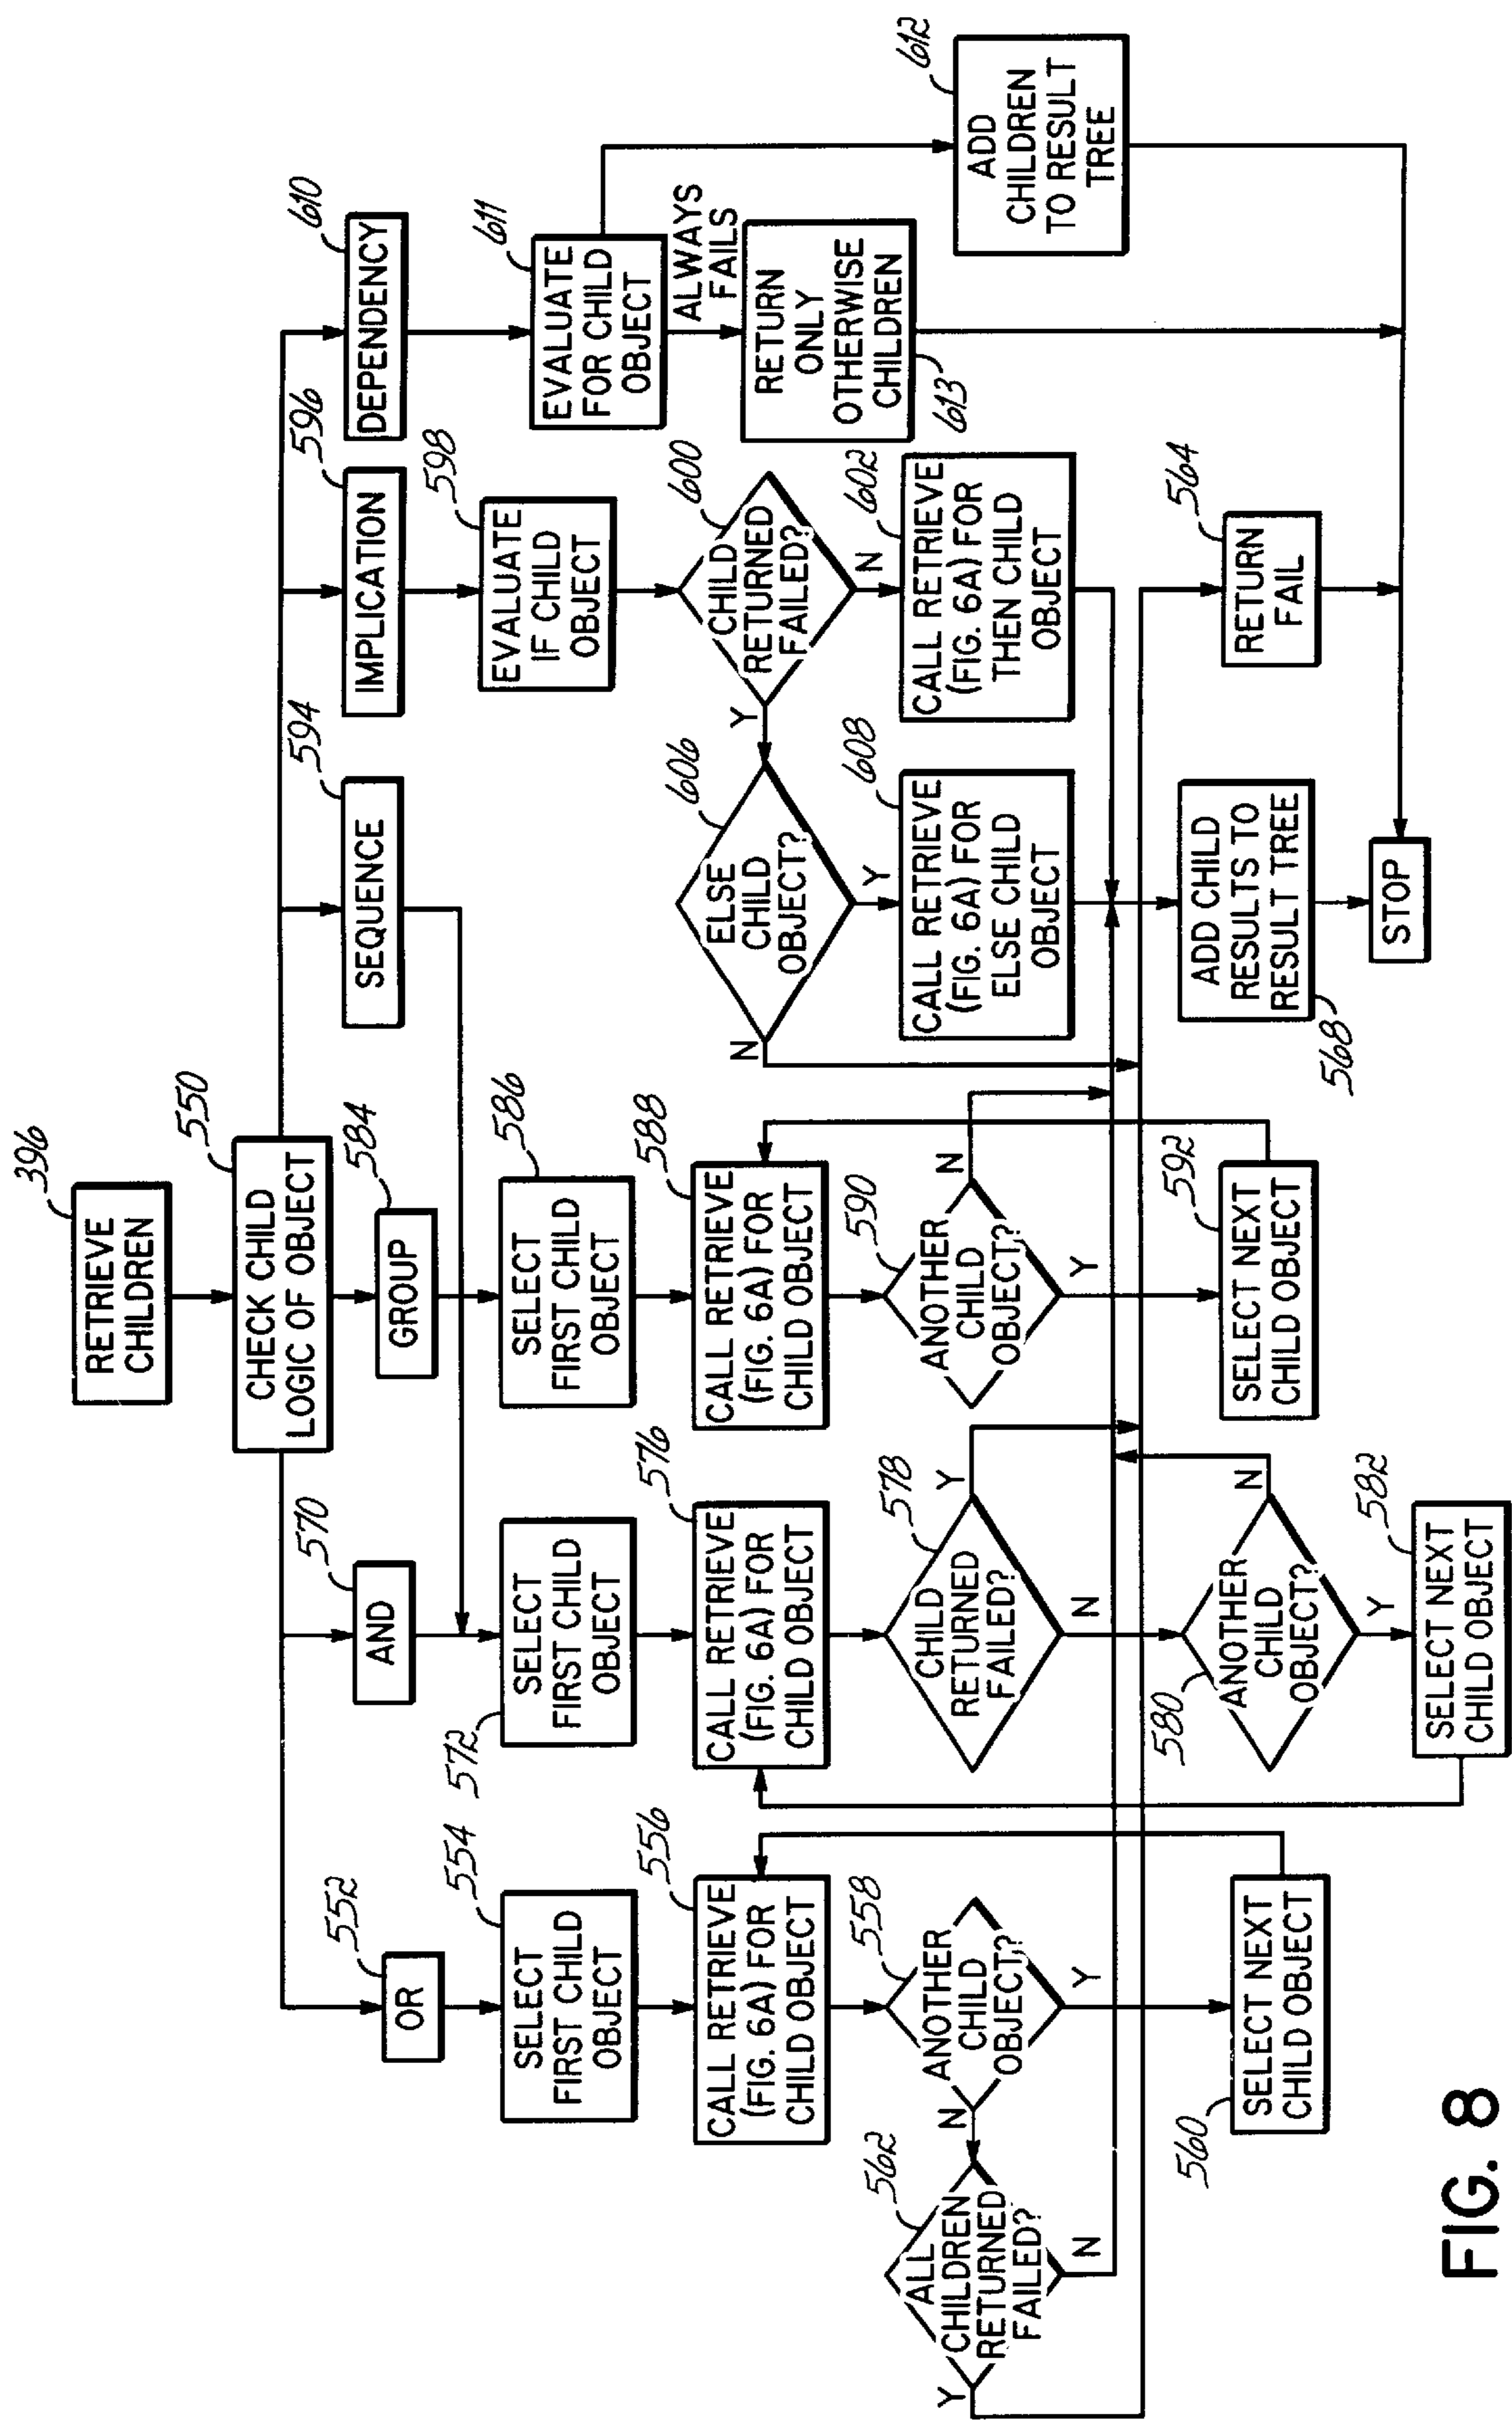 396
RETRIEVE
CHILDREN
550
CHECK CHILD
LOGIC OF OBJECT
552
OR
554
SELECT
FIRST CHILD
OBJECT
556
CALL RETRIEVE
(FIG. 6A) FOR
CHILD OBJECT
558
ANOTHER
CHILD
OBJECT?
N
Y
562
ALL
CHILDREN
RETURNED
FAILED?
Y
N
560
SELECT NEXT
CHILD OBJECT
570
AND
572
SELECT
FIRST CHILD
OBJECT
576
CALL RETRIEVE
(FIG. 6A) FOR
CHILD OBJECT
578
CHILD
RETURNED
FAILED?
Y
N
580
ANOTHER
CHILD
OBJECT?
N
Y
582
SELECT NEXT
CHILD OBJECT
584
GROUP
586
SELECT
FIRST CHILD
OBJECT
588
CALL RETRIEVE
(FIG. 6A) FOR
CHILD OBJECT
590
ANOTHER
CHILD
OBJECT?
N
Y
592
SELECT NEXT
CHILD OBJECT
594
SEQUENCE
596
IMPLICATION
598
EVALUATE
IF CHILD
OBJECT
600
CHILD
RETURNED
FAILED?
Y
N
602
CALL RETRIEVE
(FIG. 6A) FOR
THEN CHILD
OBJECT
606
ELSE
CHILD
OBJECT?
N
Y
608
CALL RETRIEVE
(FIG. 6A) FOR
ELSE CHILD
OBJECT
610
DEPENDENCY
611
EVALUATE
FOR CHILD
OBJECT
ALWAYS
FAILS
RETURN
ONLY
OTHERWISE
CHILDREN
613
612
ADD
CHILDREN
TO RESULT
TREE
564
RETURN
FAIL
ADD CHILD
RESULTS TO
RESULT TREE
568
STOP
FIG. 8